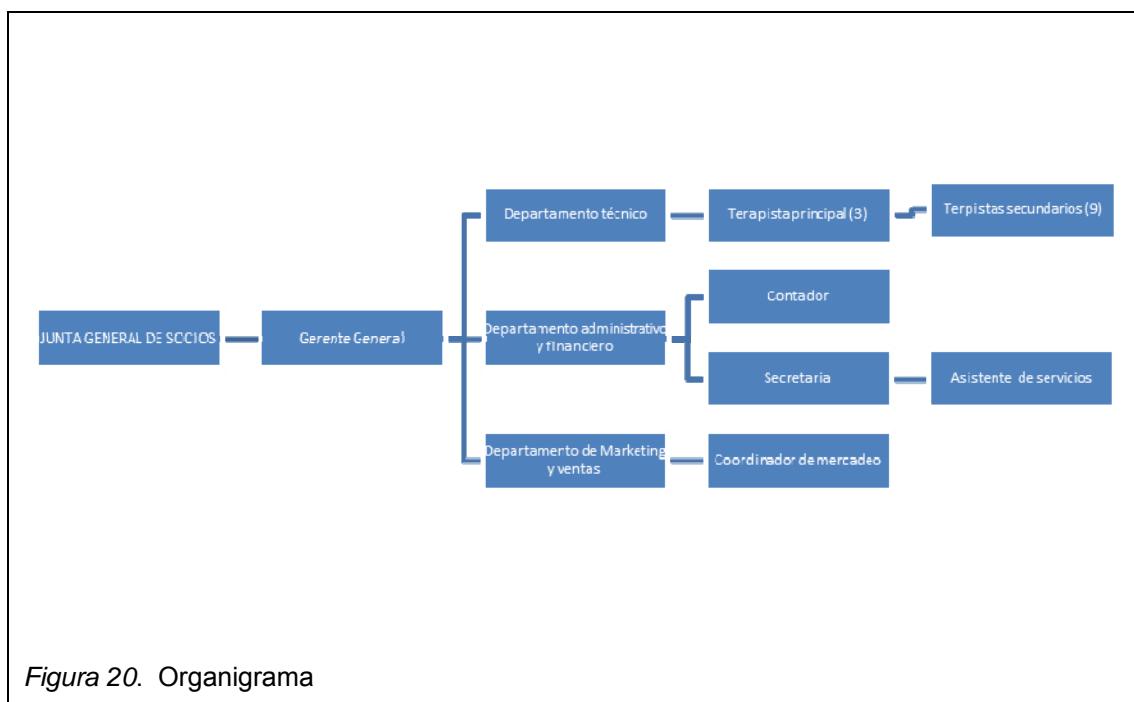 JUNTA GENERAL DE SOCIOS
Gerente General
Departamento técnico
Terapista principal (3)
Terpistas secundarios (9)
Departamento administrativo
y financiero
Contador
Secretaria
Asistente de servicios
Departamento de Marketing
y ventas
Coordinador de mercadeo
Figura 20. Organigrama